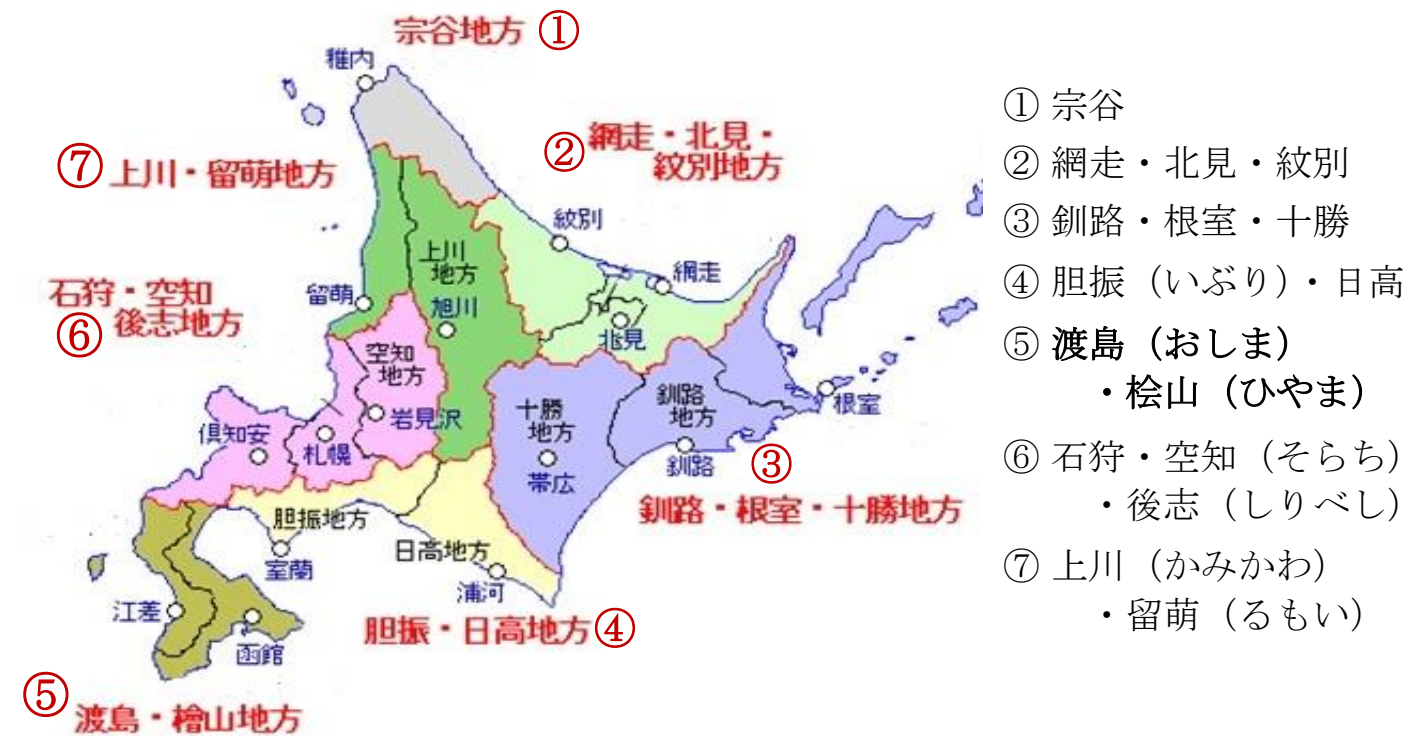 宗谷地方 ①
稚内
⑦ 上川・留萌地方
② 網走・北見・
紋別地方
紋別
網走
北見
上川
地方
旭川
留萌
石狩・空知
⑥ 後志地方
空知
地方
岩見沢
倶知安
札幌
十勝
地方
帯広
釧路
地方
釧路
根室
③
釧路・根室・十勝地方
胆振地方
室蘭
日高地方
浦河
胆振・日高地方④
江差
函館
⑤ 渡島・檜山地方
① 宗谷
② 網走・北見・紋別
③ 釧路・根室・十勝
④ 胆振（いぶり）・日高
⑤ 渡島（おしま）
・桧山（ひやま）
⑥ 石狩・空知（そらち）
・後志（しりべし）
⑦ 上川（かみかわ）
・留萌（るもい）